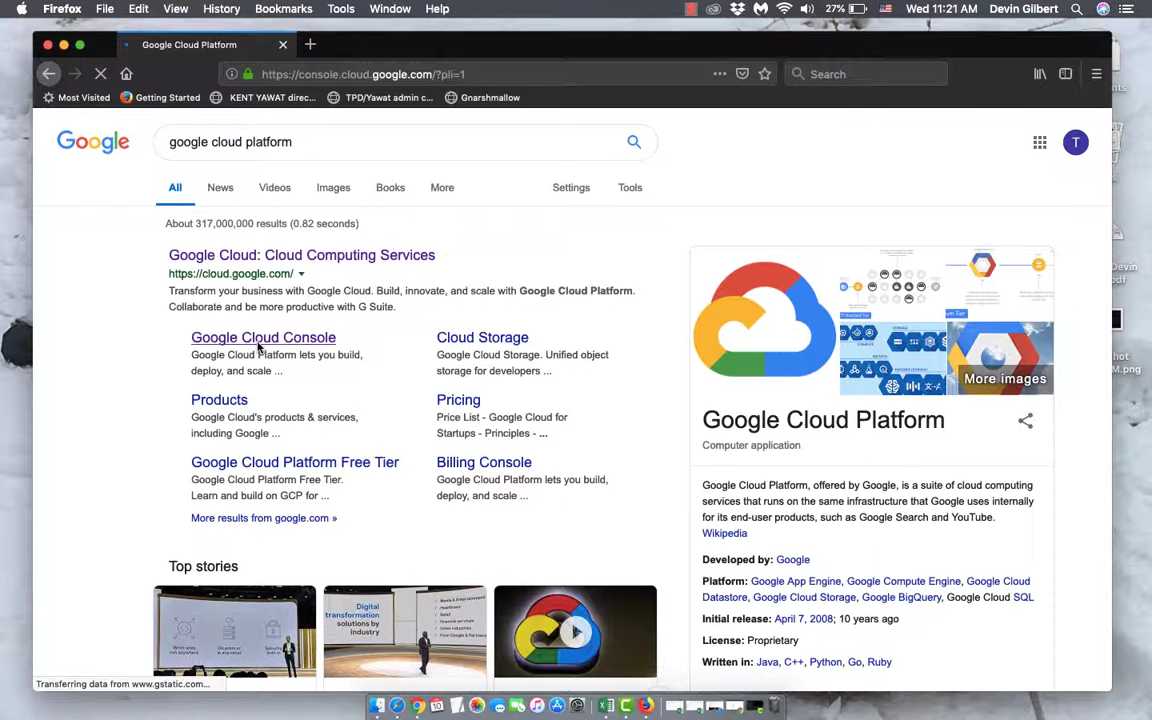 Firefox File Edit View History Bookmarks Tools Window Help 27% Wed 11:21 AM Devin Gilbert
Google Cloud Platform
https://console.cloud.google.com/?pli=1
Search
Most Visited Getting Started KENT YAWAT direc... TPD/Yawat admin c... Gnarshmallow
Google
google cloud platform
T
All News Videos Images Books More Settings Tools
About 317,000,000 results (0.82 seconds)
Google Cloud: Cloud Computing Services
https://cloud.google.com/
Transform your business with Google Cloud. Build, innovate, and scale with Google Cloud Platform.
Collaborate and be more productive with G Suite.
Google Cloud Console
Google Cloud Platform lets you build,
deploy, and scale ...
Cloud Storage
Google Cloud Storage. Unified object
storage for developers ...
Products
Google Cloud's products & services,
including Google ...
Pricing
Price List - Google Cloud for
Startups - Principles - ...
Google Cloud Platform Free Tier
Google Cloud Platform Free Tier.
Learn and build on GCP for ...
Billing Console
Google Cloud Platform lets you build,
deploy, and scale ...
More results from google.com »
Top stories
Digital
transformation
solutions by
industry
More images
Google Cloud Platform
Computer application
Google Cloud Platform, offered by Google, is a suite of cloud computing
services that runs on the same infrastructure that Google uses internally
for its end-user products, such as Google Search and YouTube.
Wikipedia
Developed by: Google
Platform: Google App Engine, Google Compute Engine, Google Cloud
Datastore, Google Cloud Storage, Google BigQuery, Google Cloud SQL
Initial release: April 7, 2008; 10 years ago
License: Proprietary
Written in: Java, C++, Python, Go, Ruby
Transferring data from www.gstatic.com...